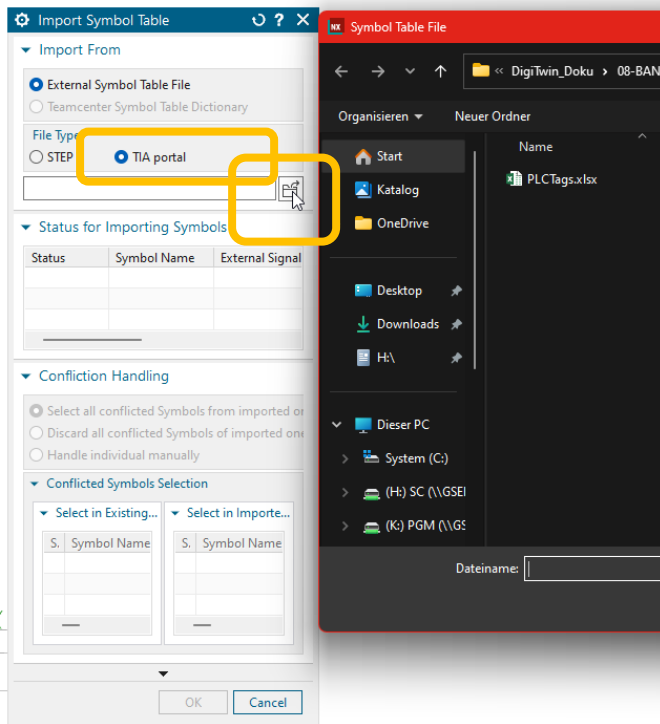 Import Symbol Table
Import From
External Symbol Table File
Teamcenter Symbol Table Dictionary
File Type
STEP
TIA portal
Status for Importing Symbols
Status Symbol Name External Signal
Confliction Handling
Select all conflicted Symbols from imported or
Discard all conflicted Symbols of imported one
Handle individual manually
Conflicted Symbols Selection
Select in Existing...
Select in Importe...
S. Symbol Name
S. Symbol Name
OK
Cancel
NX Symbol Table File
« DigiTwin_Doku › 08-BAN
Organisieren
Neuer Ordner
Start
Katalog
OneDrive
Desktop
Downloads
H:\
Dieser PC
System (C:)
(H:) SC (\\GSEI
(K:) PGM (\\GS
Name
PLCTags.xlsx
Dateiname: